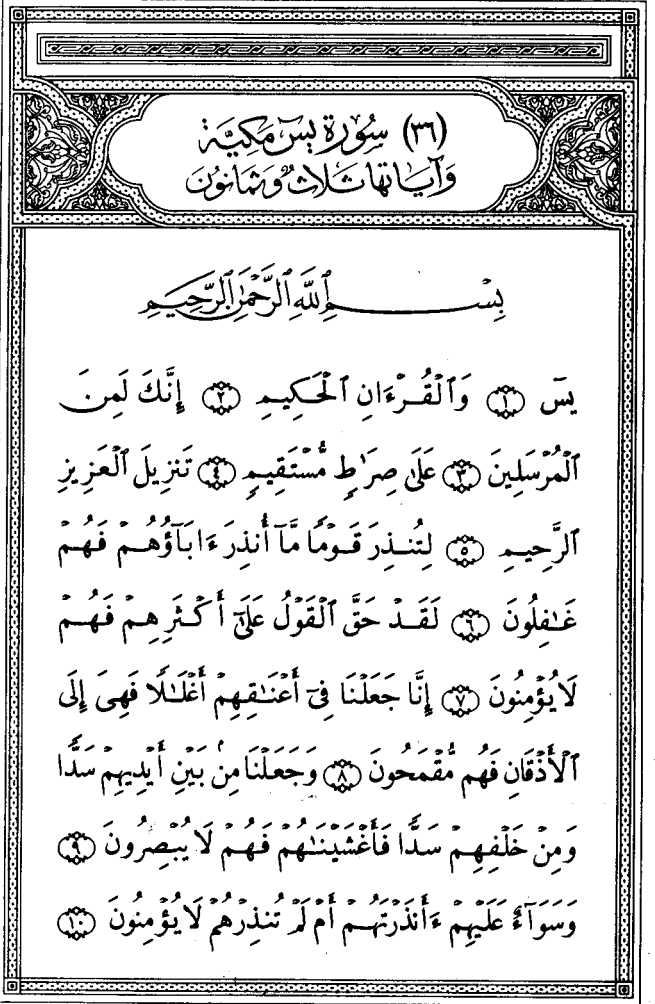 (٣٦) سُورَة يسٓ مَكِيَّة
وَآيَاتهَا ثَلَاثٌ وَثَمَانُونَ
بِسْمِ ٱللَّهِ ٱلرَّحْمَٰنِ ٱلرَّحِيمِ
يسٓ ١ وَٱلْقُرْءَانِ ٱلْحَكِيمِ ٢ إِنَّكَ لَمِنَ
ٱلْمُرْسَلِينَ ٣ عَلَىٰ صِرَٰطٍ مُّسْتَقِيمٍ ٤ تَنزِيلَ ٱلْعَزِيزِ
ٱلرَّحِيمِ ٥ لِتُنذِرَ قَوْمًا مَّآ أُنذِرَ ءَابَآؤُهُمْ فَهُمْ
غَٰفِلُونَ ٦ لَقَدْ حَقَّ ٱلْقَوْلُ عَلَىٰٓ أَكْثَرِهِمْ فَهُمْ
لَا يُؤْمِنُونَ ٧ إِنَّا جَعَلْنَا فِىٓ أَعْنَٰقِهِمْ أَغْلَٰلًا فَهِىَ إِلَى
ٱلْأَذْقَانِ فَهُم مُّقْمَحُونَ ٨ وَجَعَلْنَا مِنۢ بَيْنِ أَيْدِيهِمْ سَدًّا
وَمِنْ خَلْفِهِمْ سَدًّا فَأَغْشَيْنَٰهُمْ فَهُمْ لَا يُبْصِرُونَ ٩
وَسَوَآءٌ عَلَيْهِمْ ءَأَنذَرْتَهُمْ أَمْ لَمْ تُنذِرْهُمْ لَا يُؤْمِنُونَ ١٠